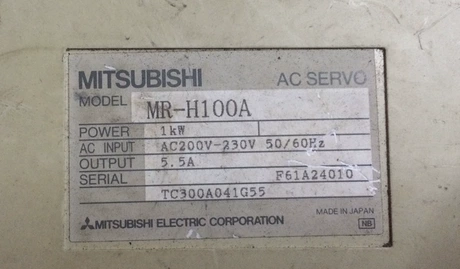 MITSUBISHI AC SERVO
MODEL MR-H100A
POWER 1kW
AC INPUT AC200V-230V 50/60Hz
OUTPUT 5.5A
SERIAL F61A24010
TC300A041G55
MITSUBISHI ELECTRIC CORPORATION MADE IN JAPAN
NB